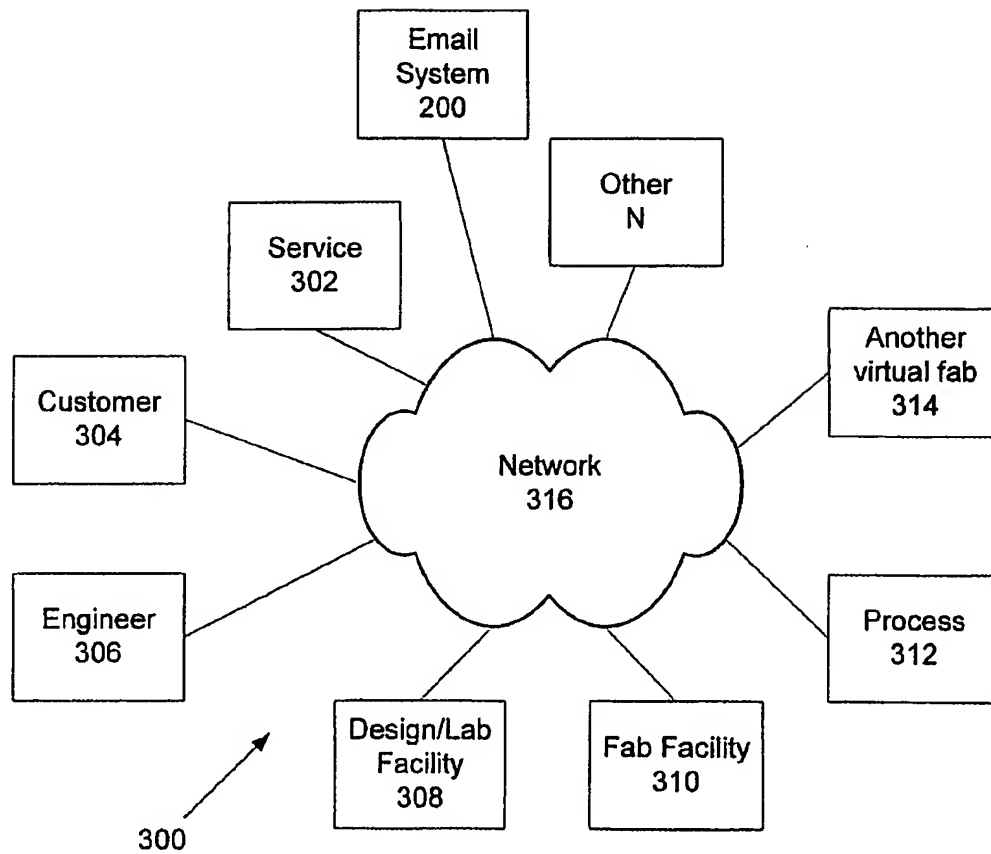 Email
System
200
Other
N
Service
302
Another
virtual fab
314
Customer
304
Network
316
Engineer
306
Process
312
Design/Lab
Facility
308
Fab Facility
310
300